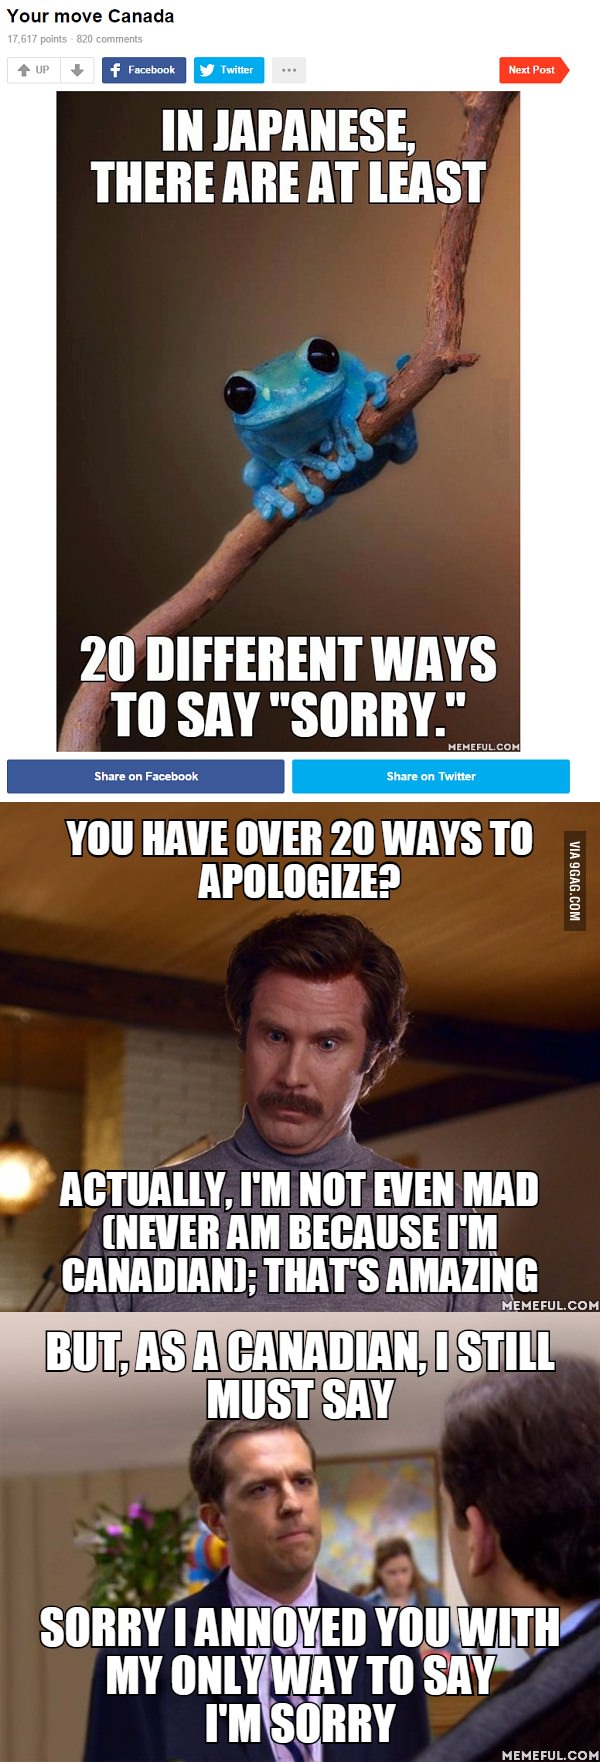 Your move Canada
17,617 points · 820 comments
UP Facebook Twitter ••• Next Post
IN JAPANESE,
THERE ARE AT LEAST
20 DIFFERENT WAYS
TO SAY "SORRY."
MEMEFUL.COM
Share on Facebook Share on Twitter
YOU HAVE OVER 20 WAYS TO
APOLOGIZE?
VIA 9GAG.COM
ACTUALLY, I'M NOT EVEN MAD
(NEVER AM BECAUSE I'M
CANADIAN); THAT'S AMAZING
MEMEFUL.COM
BUT, AS A CANADIAN, I STILL
MUST SAY
SORRY I ANNOYED YOU WITH
MY ONLY WAY TO SAY
I'M SORRY
MEMEFUL.COM